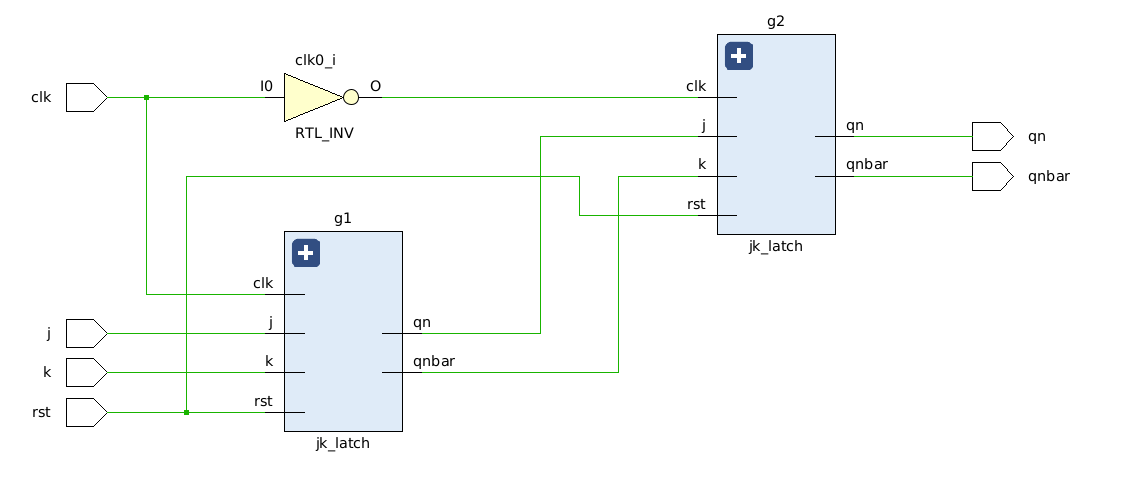 g2
clk0_i
clk
I0
O
clk
RTL_INV
j
qn
qn
k
qnbar
qnbar
rst
g1
jk_latch
clk
j
j
qn
k
k
qnbar
rst
rst
jk_latch